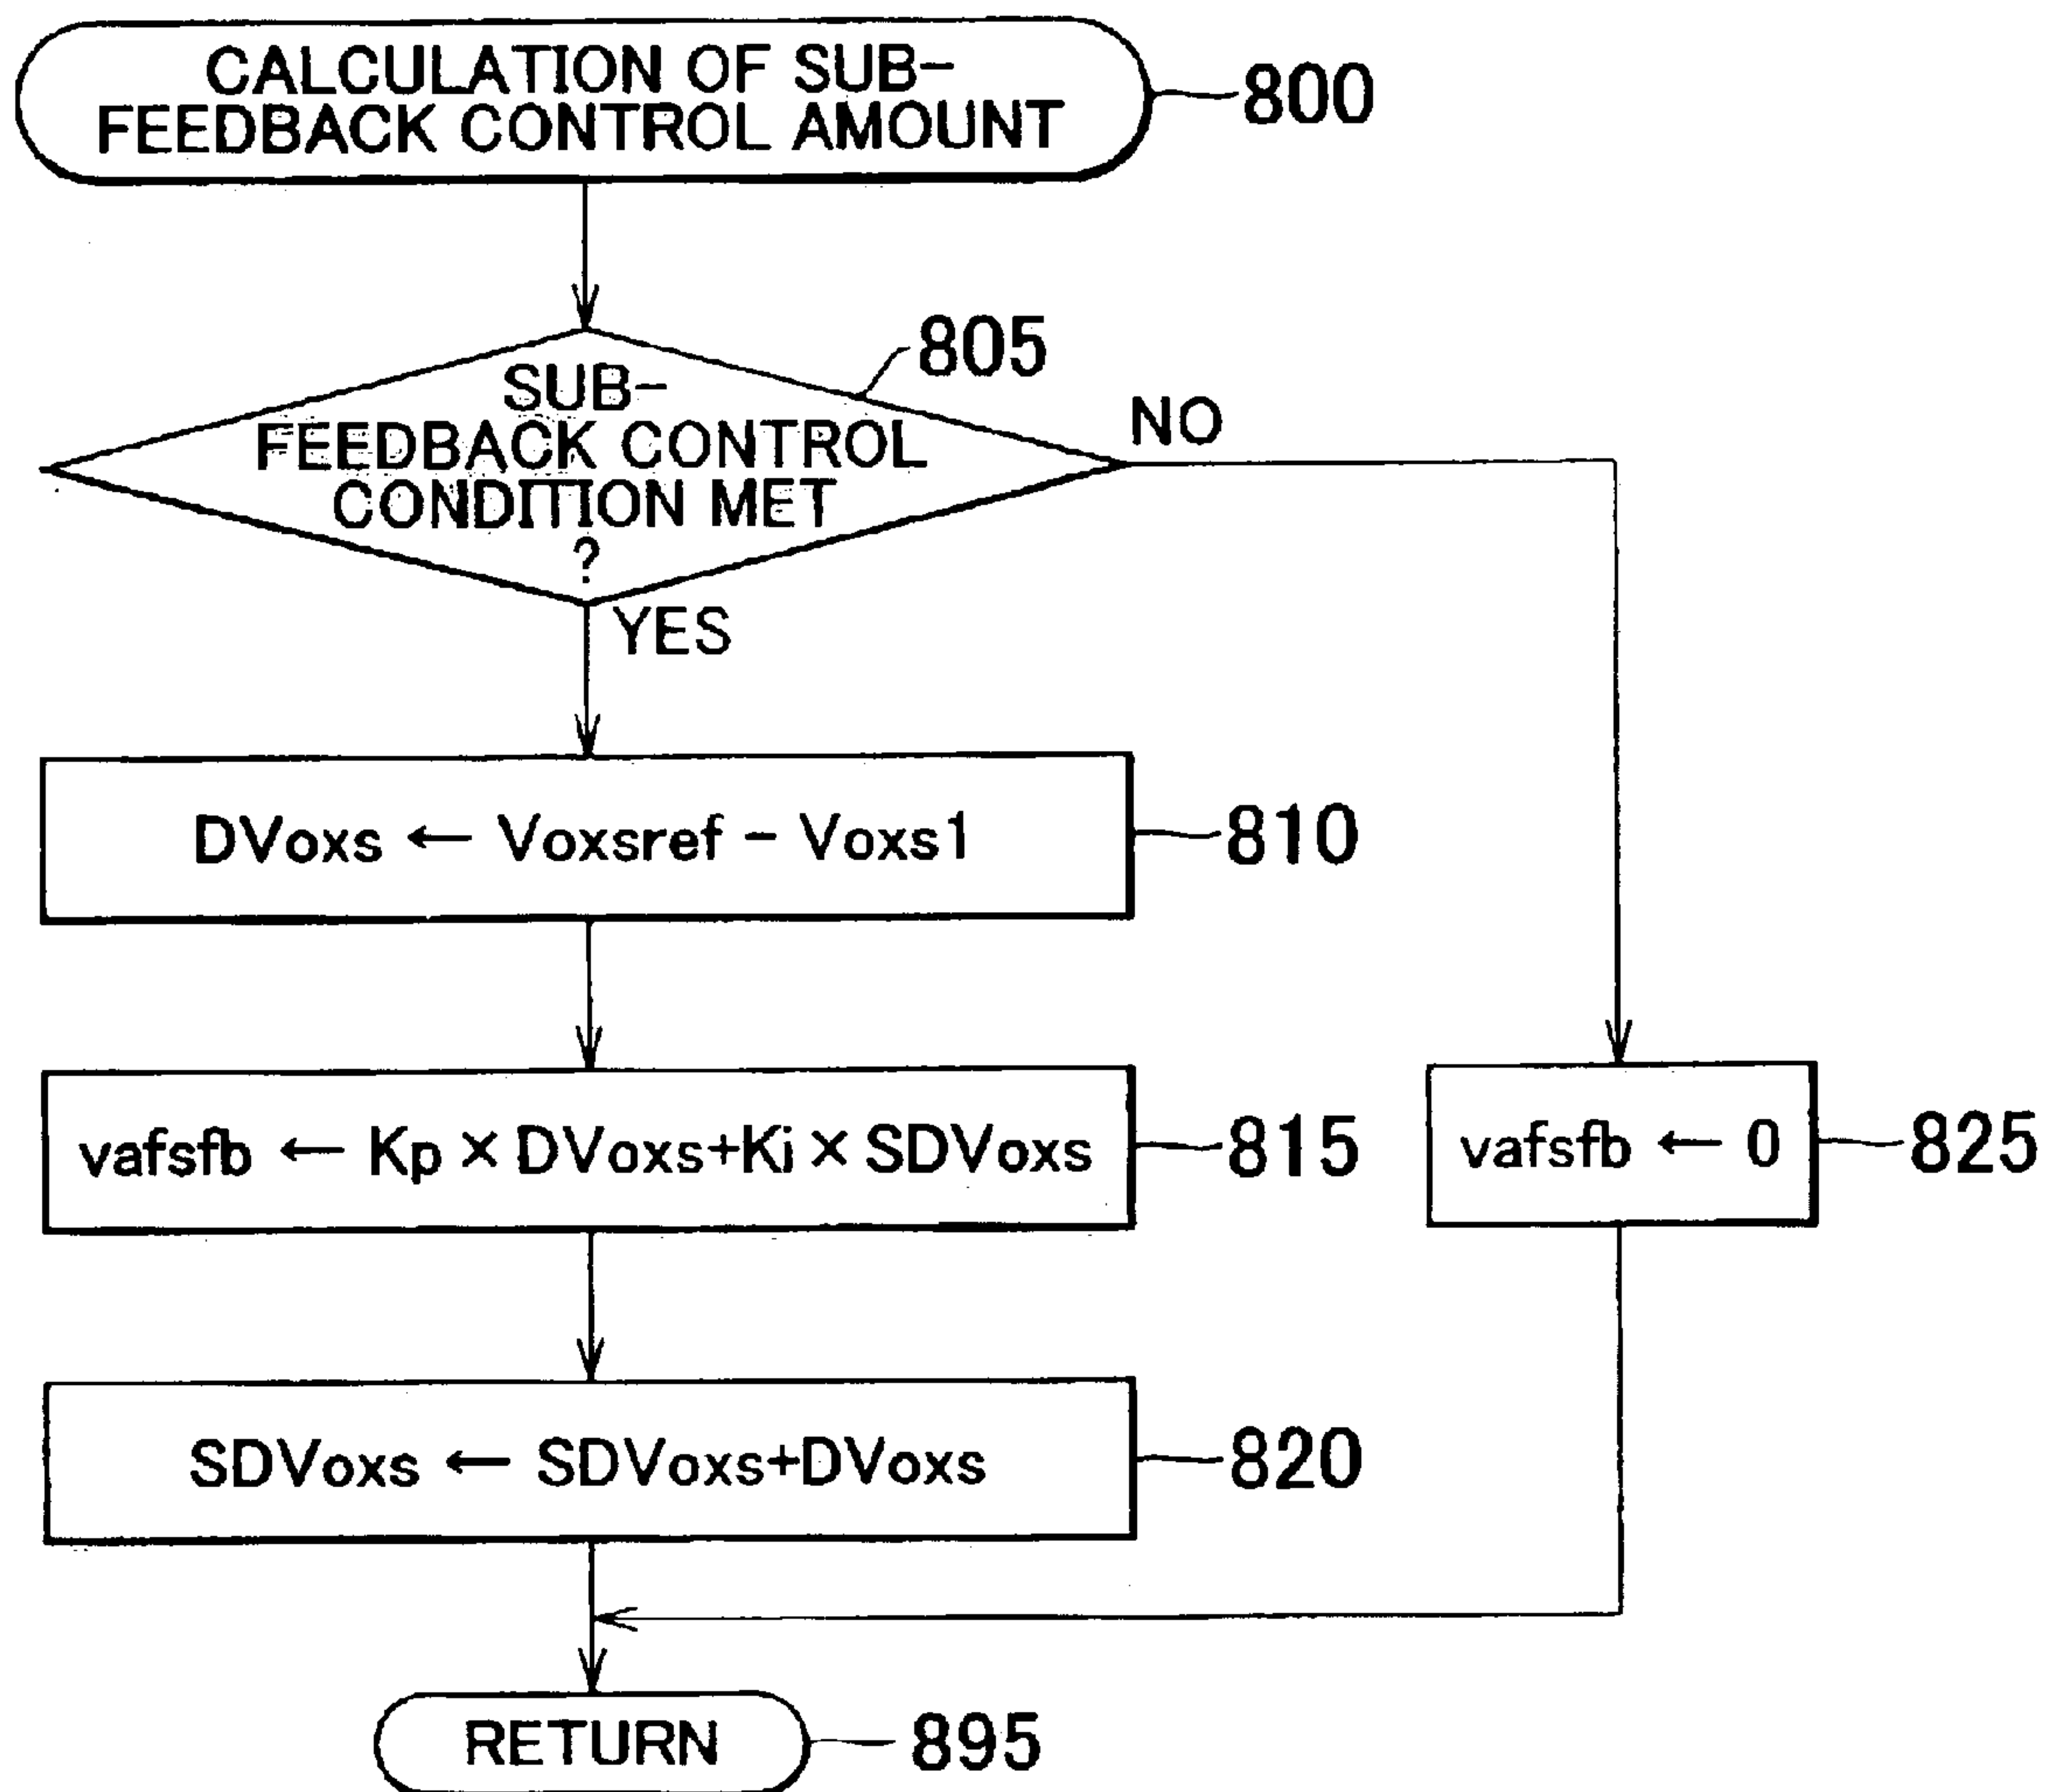 CALCULATION OF SUB-
FEEDBACK CONTROL AMOUNT
800
805
SUB-
FEEDBACK CONTROL
CONDITION MET
?
NO
YES
DVoxs ← Voxsref - Voxs1
810
vafsfb ← Kp × DVoxs+Ki × SDVoxs
815
vafsfb ← 0
825
SDVoxs ← SDVoxs+DVoxs
820
RETURN
895